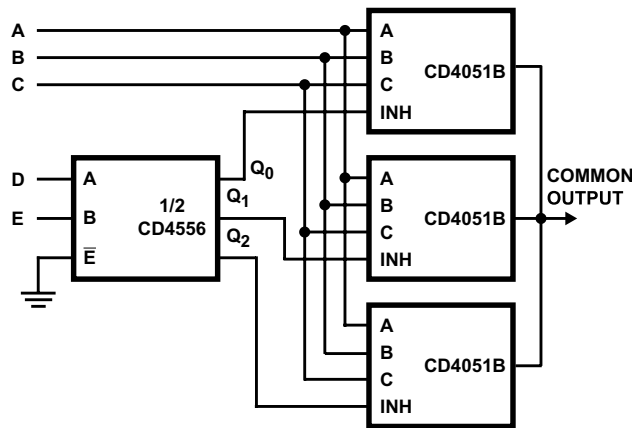 A
B
C
A
B
C
INH
CD4051B
D
E
A
B
E̅
1/2
CD4556
Q0
Q1
Q2
A
B
C
INH
CD4051B
COMMON
OUTPUT
A
B
C
INH
CD4051B